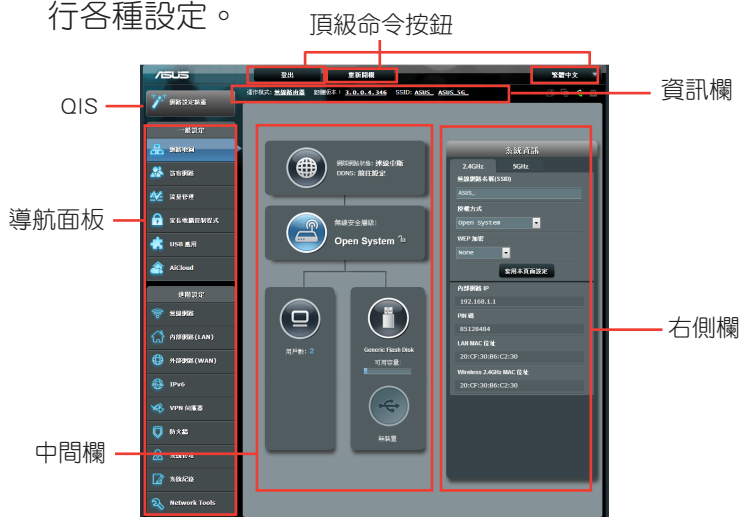 行各種設定。
頂級命令按鈕
ASUS
登出
重新開機
繁體中文
運作模式: 無線路由器 韌體版本: 3.0.0.4.346 SSID: ASUS_ ASUS_5G_
資訊欄
QIS
網路設定精靈
一般設定
網路地圖
訪客網路
流量管理
家長電腦控制程式
USB 應用
AiCloud
進階設定
無線網路
內部網路(LAN)
外部網路(WAN)
IPv6
VPN 伺服器
防火牆
系統管理
系統記錄
Network Tools
導航面板
網際網路狀態: 連線中斷
DDNS: 前往設定
無線安全層級:
Open System
用戶數: 2
Generic Flash Disk
可用容量:
無裝置
中間欄
系統資訊
2.4GHz
5GHz
無線網路名稱(SSID)
ASUS_
授權方式
Open System
WEP 加密
None
套用本頁面設定
內部網路 IP
192.168.1.1
PIN 碼
85128484
LAN MAC 位址
20:CF:30:B6:C2:30
Wireless 2.4GHz MAC 位址
20:CF:30:B6:C2:30
右側欄